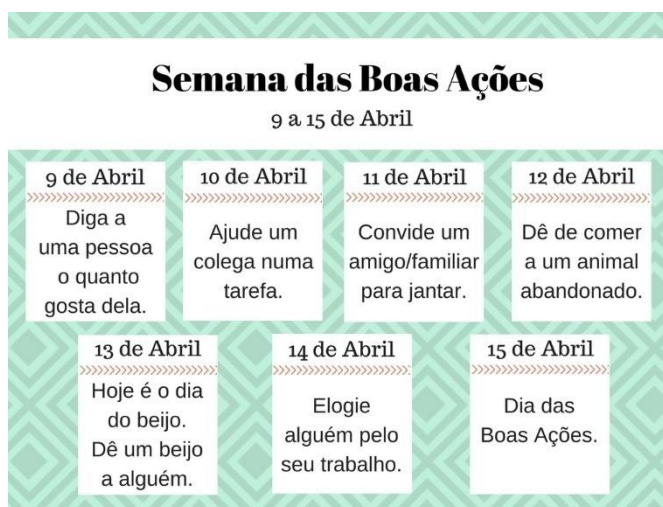 Semana das Boas Ações
9 a 15 de Abril
9 de Abril
Diga a
uma pessoa
o quanto
gosta dela.
10 de Abril
Ajude um
colega numa
tarefa.
11 de Abril
Convide um
amigo/familiar
para jantar.
12 de Abril
Dê de comer
a um animal
abandonado.
13 de Abril
Hoje é o dia
do beijo.
Dê um beijo
a alguém.
14 de Abril
Elogie
alguém pelo
seu trabalho.
15 de Abril
Dia das
Boas Ações.